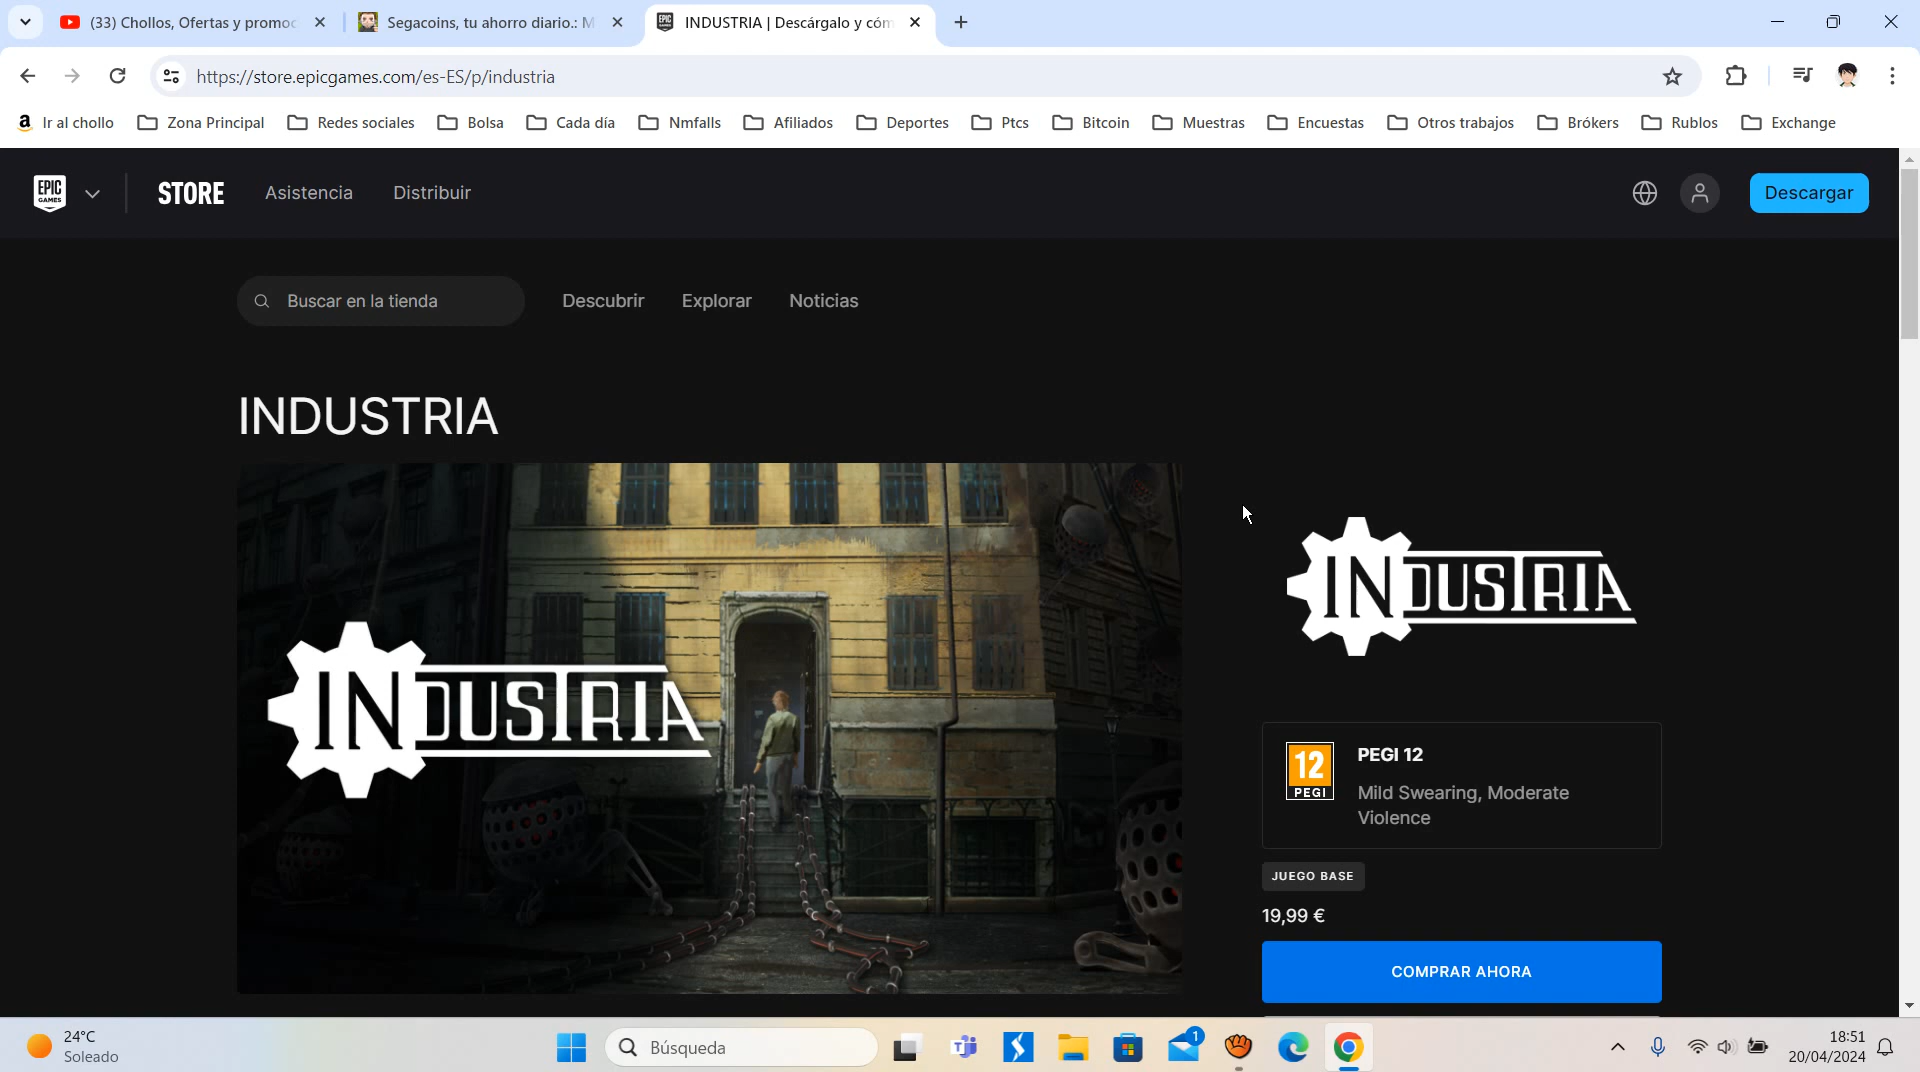 (33) Chollos, Ofertas y promoc
Segacoins, tu ahorro diario.: M
INDUSTRIA | Descárgalo y cóm
https://store.epicgames.com/es-ES/p/industria
a Ir al chollo
Zona Principal
Redes sociales
Bolsa
Cada día
Nmfalls
Afiliados
Deportes
Ptcs
Bitcoin
Muestras
Encuestas
Otros trabajos
Brókers
Rublos
Exchange
EPIC
GAMES
STORE
Asistencia
Distribuir
Descargar
Buscar en la tienda
Descubrir
Explorar
Noticias
INDUSTRIA
INDUSTRIA
INDUSTRIA
12
PEGI
PEGI 12
Mild Swearing, Moderate
Violence
JUEGO BASE
19,99 €
COMPRAR AHORA
24°C
Soleado
Búsqueda
1
18:51
20/04/2024